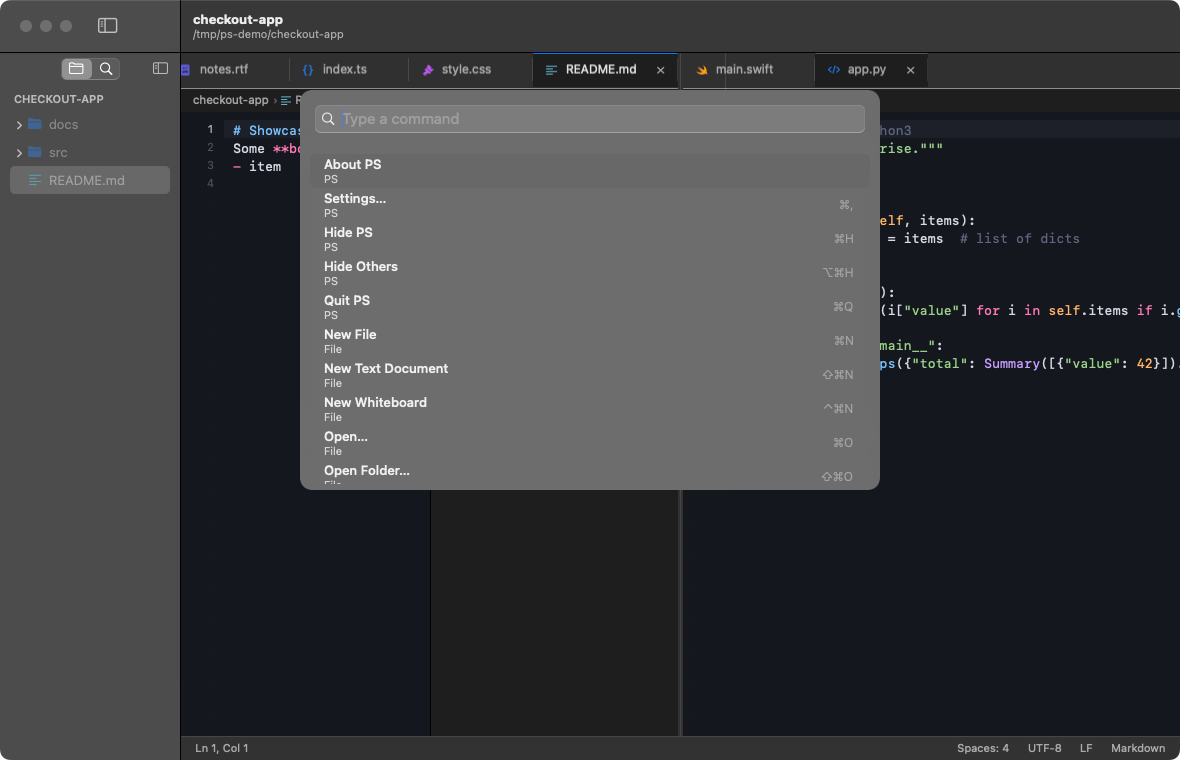 checkout-app
/tmp/ps-demo/checkout-app
notes.rtf
index.ts
style.css
README.md
main.swift
app.py
CHECKOUT-APP
docs
src
README.md
checkout-app ›
Type a command
About PS
PS
Settings...
PS
⌘,
Hide PS
PS
⌘H
Hide Others
PS
⌥⌘H
Quit PS
PS
⌘Q
New File
File
⌘N
New Text Document
File
⇧⌘N
New Whiteboard
File
^⌘N
Open...
File
⌘O
Open Folder...
File
⇧⌘O
1 # Showcas
2 Some **bo
3 - item
4
hon3
rise."""
elf, items):
= items  # list of dicts
):
(i["value"] for i in self.items if i.g
main__":
ps({"total": Summary([{"value": 42}]).
Ln 1, Col 1
Spaces: 4
UTF-8
LF
Markdown